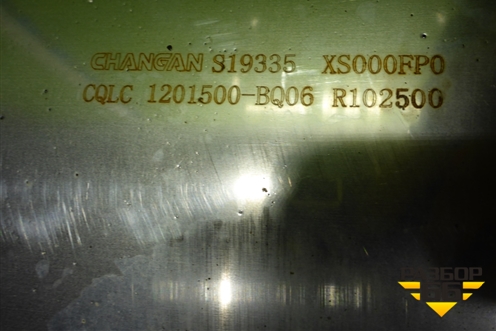 CHANGAN S19335 XS000FP0
CQLC 1201500-BQ06 R102500